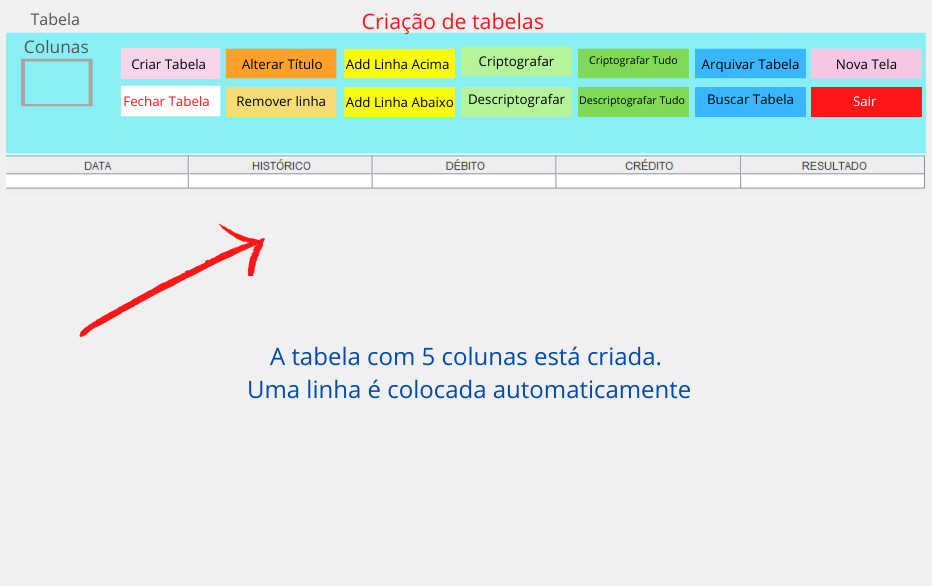 Tabela
Criação de tabelas
Colunas
Criar Tabela
Alterar Título
Add Linha Acima
Criptografar
Criptografar Tudo
Arquivar Tabela
Nova Tela
Fechar Tabela
Remover linha
Add Linha Abaixo
Descriptografar
Descriptografar Tudo
Buscar Tabela
Sair
DATA
HISTÓRICO
DÉBITO
CRÉDITO
RESULTADO
A tabela com 5 colunas está criada.
Uma linha é colocada automaticamente